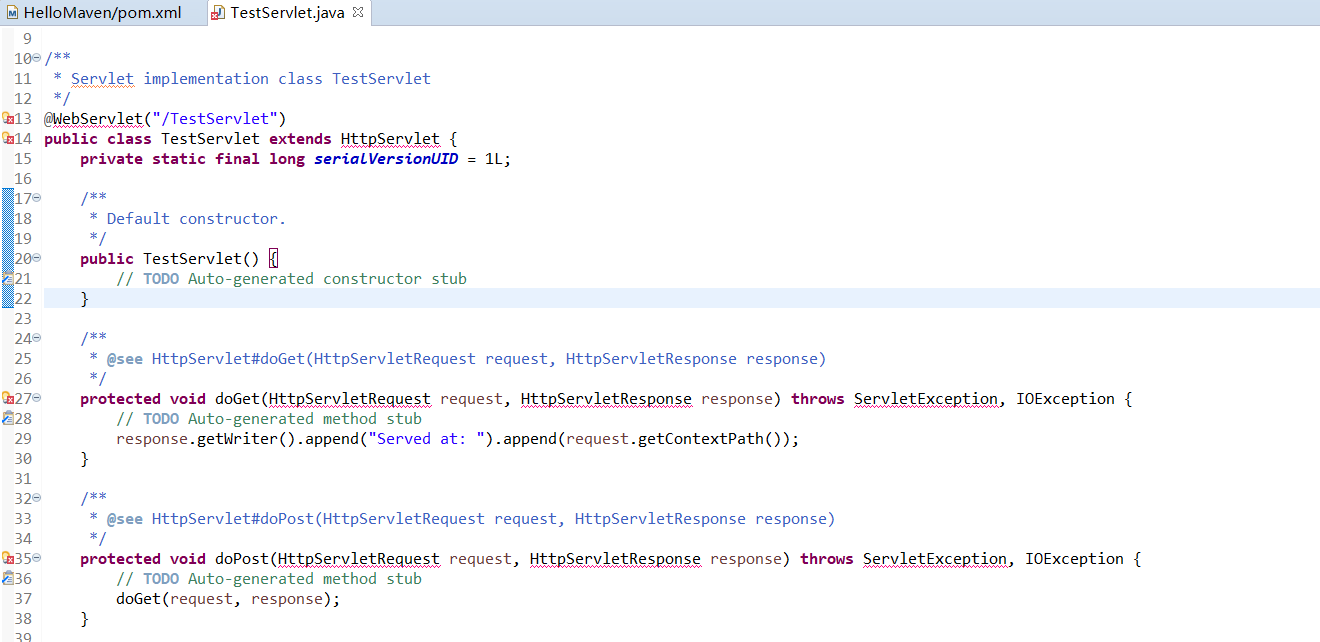 HelloMaven/pom.xml TestServlet.java
9
10 /**
11 * Servlet implementation class TestServlet
12 */
13 @WebServlet("/TestServlet")
14 public class TestServlet extends HttpServlet {
15 private static final long serialVersionUID = 1L;
16
17 /**
18 * Default constructor.
19 */
20 public TestServlet() {
21 // TODO Auto-generated constructor stub
22 }
23
24 /**
25 * @see HttpServlet#doGet(HttpServletRequest request, HttpServletResponse response)
26 */
27 protected void doGet(HttpServletRequest request, HttpServletResponse response) throws ServletException, IOException {
28 // TODO Auto-generated method stub
29 response.getWriter().append("Served at: ").append(request.getContextPath());
30 }
31
32 /**
33 * @see HttpServlet#doPost(HttpServletRequest request, HttpServletResponse response)
34 */
35 protected void doPost(HttpServletRequest request, HttpServletResponse response) throws ServletException, IOException {
36 // TODO Auto-generated method stub
37 doGet(request, response);
38 }
39